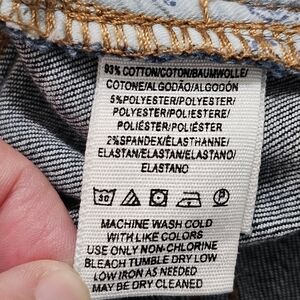 93% COTTON/COTON/BAUMWOLLE/
COTONE/ALGODÃO/ALGODÓN
5%POLYESTER/POLYESTER/
POLYESTER/POLIESTERE/
POLIÉSTER/POLIÉSTER
2%SPANDEX/ÉLASTHANNE/
ELASTAN/ELASTAN/ELASTANO/
ELASTANO
30
P
MACHINE WASH COLD
WITH LIKE COLORS
USE ONLY NON-CHLORINE
BLEACH TUMBLE DRY LOW
LOW IRON AS NEEDED
MAY BE DRY CLEANED